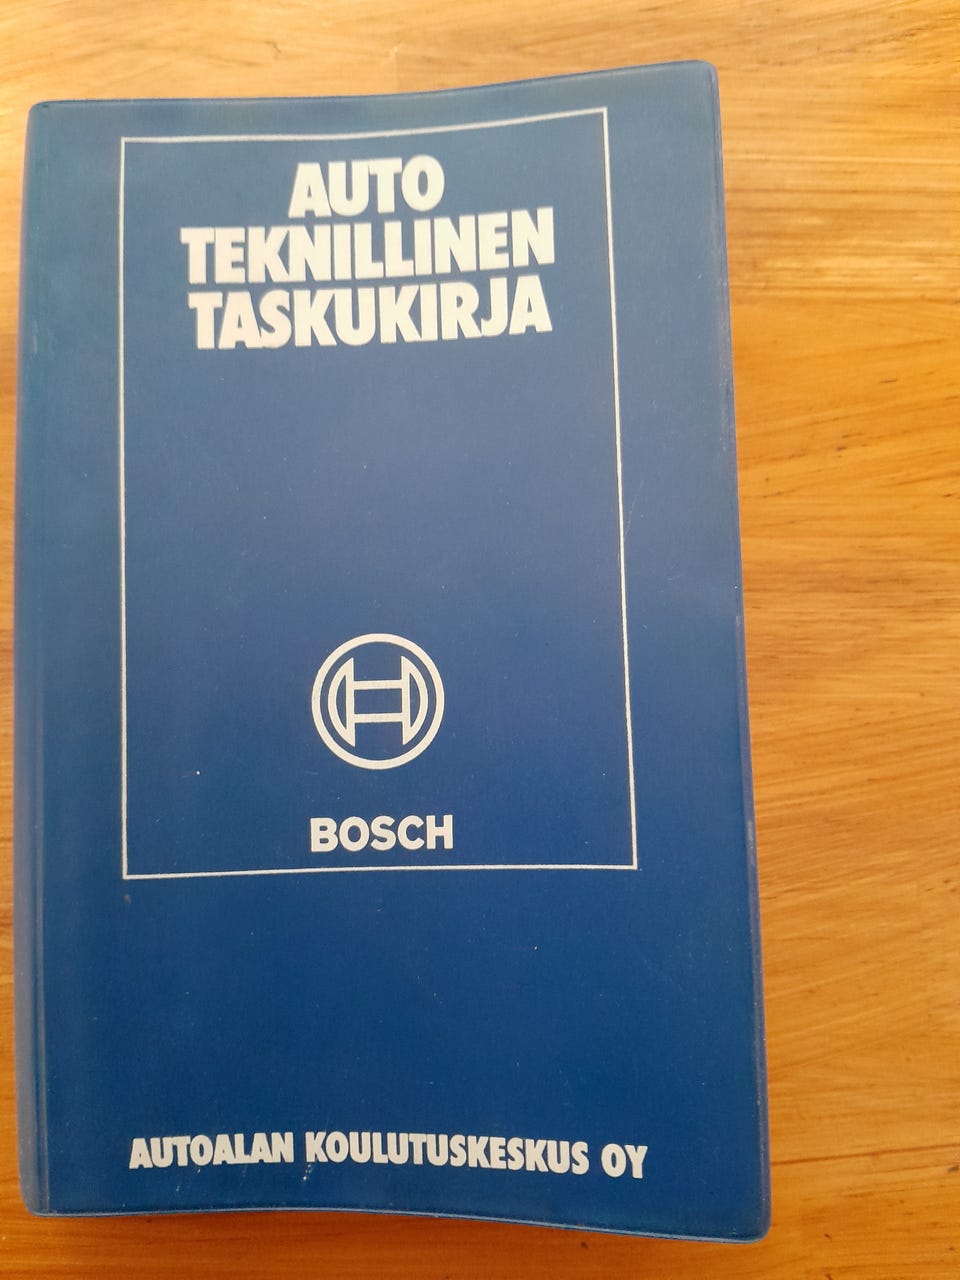 AUTO
TEKNILLINEN
TASKUKIRJA
BOSCH
AUTOALAN KOULUTUSKESKUS OY